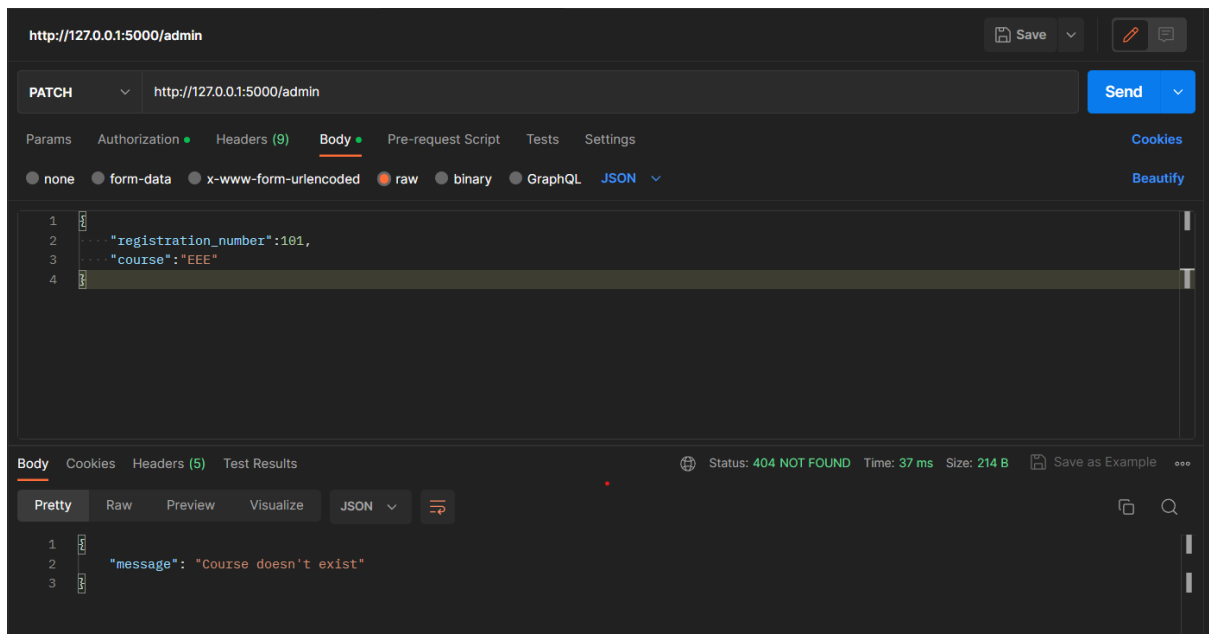 http://127.0.0.1:5000/admin Save
PATCH http://127.0.0.1:5000/admin Send
Params Authorization Headers (9) Body Pre-request Script Tests Settings Cookies
none form-data x-www-form-urlencoded raw binary GraphQL JSON Beautify
1 {
2 ····"registration_number":101,
3 ····"course":"EEE"
4 }
Body Cookies Headers (5) Test Results Status: 404 NOT FOUND Time: 37 ms Size: 214 B Save as Example
Pretty Raw Preview Visualize JSON
1 {
2 "message": "Course doesn't exist"
3 }